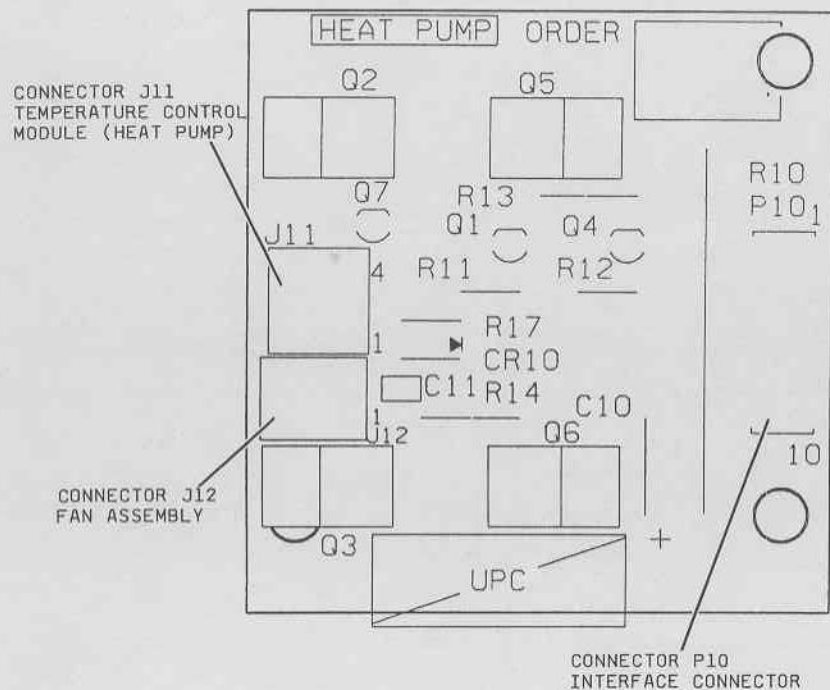 HEAT PUMP ORDER
CONNECTOR J11
TEMPERATURE CONTROL
MODULE (HEAT PUMP)
Q2
Q5
Q7
R13
R10
P10 1
J11
Q1
Q4
4
R11
R12
1
R17
CR10
C11
R14
C10
1
J12
Q6
10
CONNECTOR J12
FAN ASSEMBLY
Q3
+
UPC
CONNECTOR P10
INTERFACE CONNECTOR